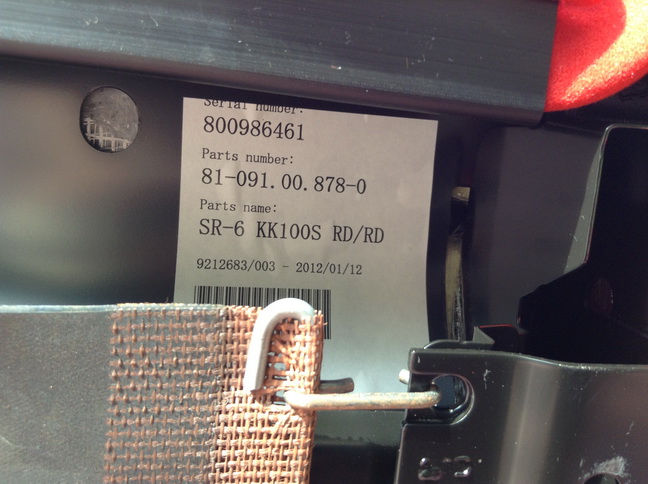 Serial number:
800986461
Parts number:
81-091.00.878-0
Parts name:
SR-6 KK100S RD/RD
9212683/003 - 2012/01/12